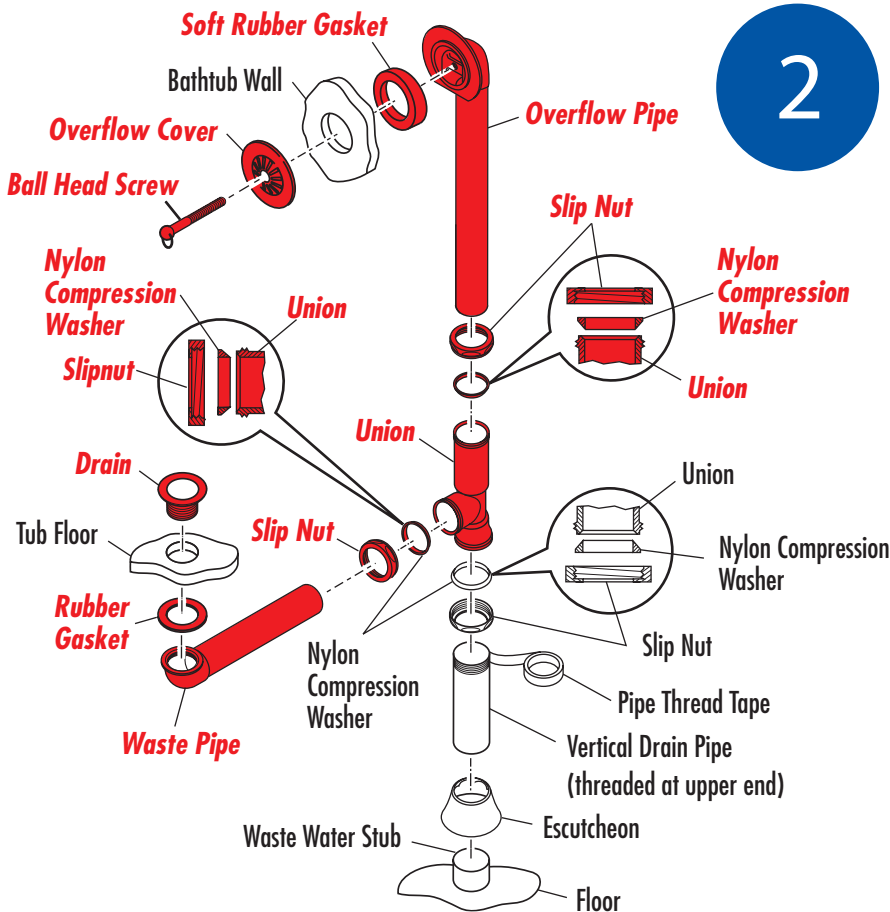 2
Soft Rubber Gasket
Bathtub Wall
Overflow Cover
Overflow Pipe
Ball Head Screw
Slip Nut
Nylon
Compression
Washer
Union
Slipnut
Nylon
Compression
Washer
Union
Union
Drain
Tub Floor
Slip Nut
Union
Nylon Compression
Washer
Rubber
Gasket
Slip Nut
Nylon
Compression
Washer
Pipe Thread Tape
Waste Pipe
Vertical Drain Pipe
(threaded at upper end)
Escutcheon
Waste Water Stub
Floor